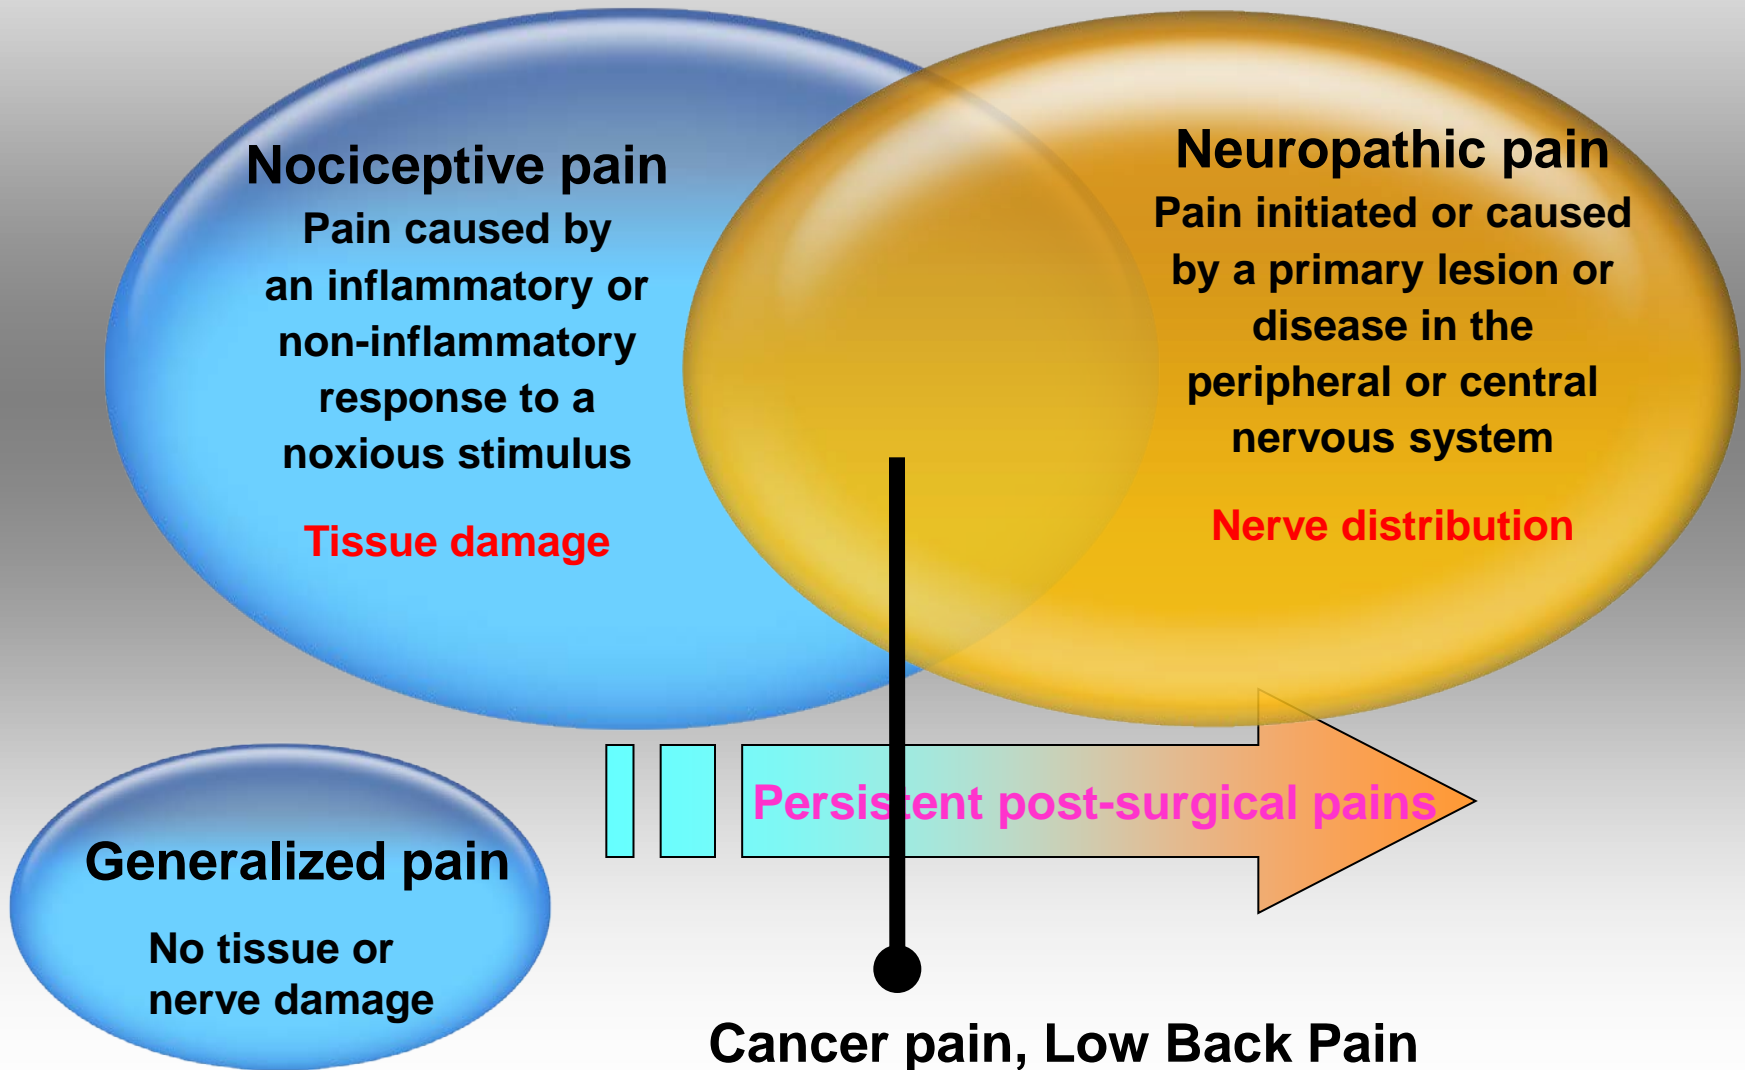 Nociceptive pain
Pain caused by
an inflammatory or
non-inflammatory
response to a
noxious stimulus
Tissue damage
Neuropathic pain
Pain initiated or caused
by a primary lesion or
disease in the
peripheral or central
nervous system
Nerve distribution
Persistent post-surgical pains
Generalized pain
No tissue or
nerve damage
Cancer pain, Low Back Pain